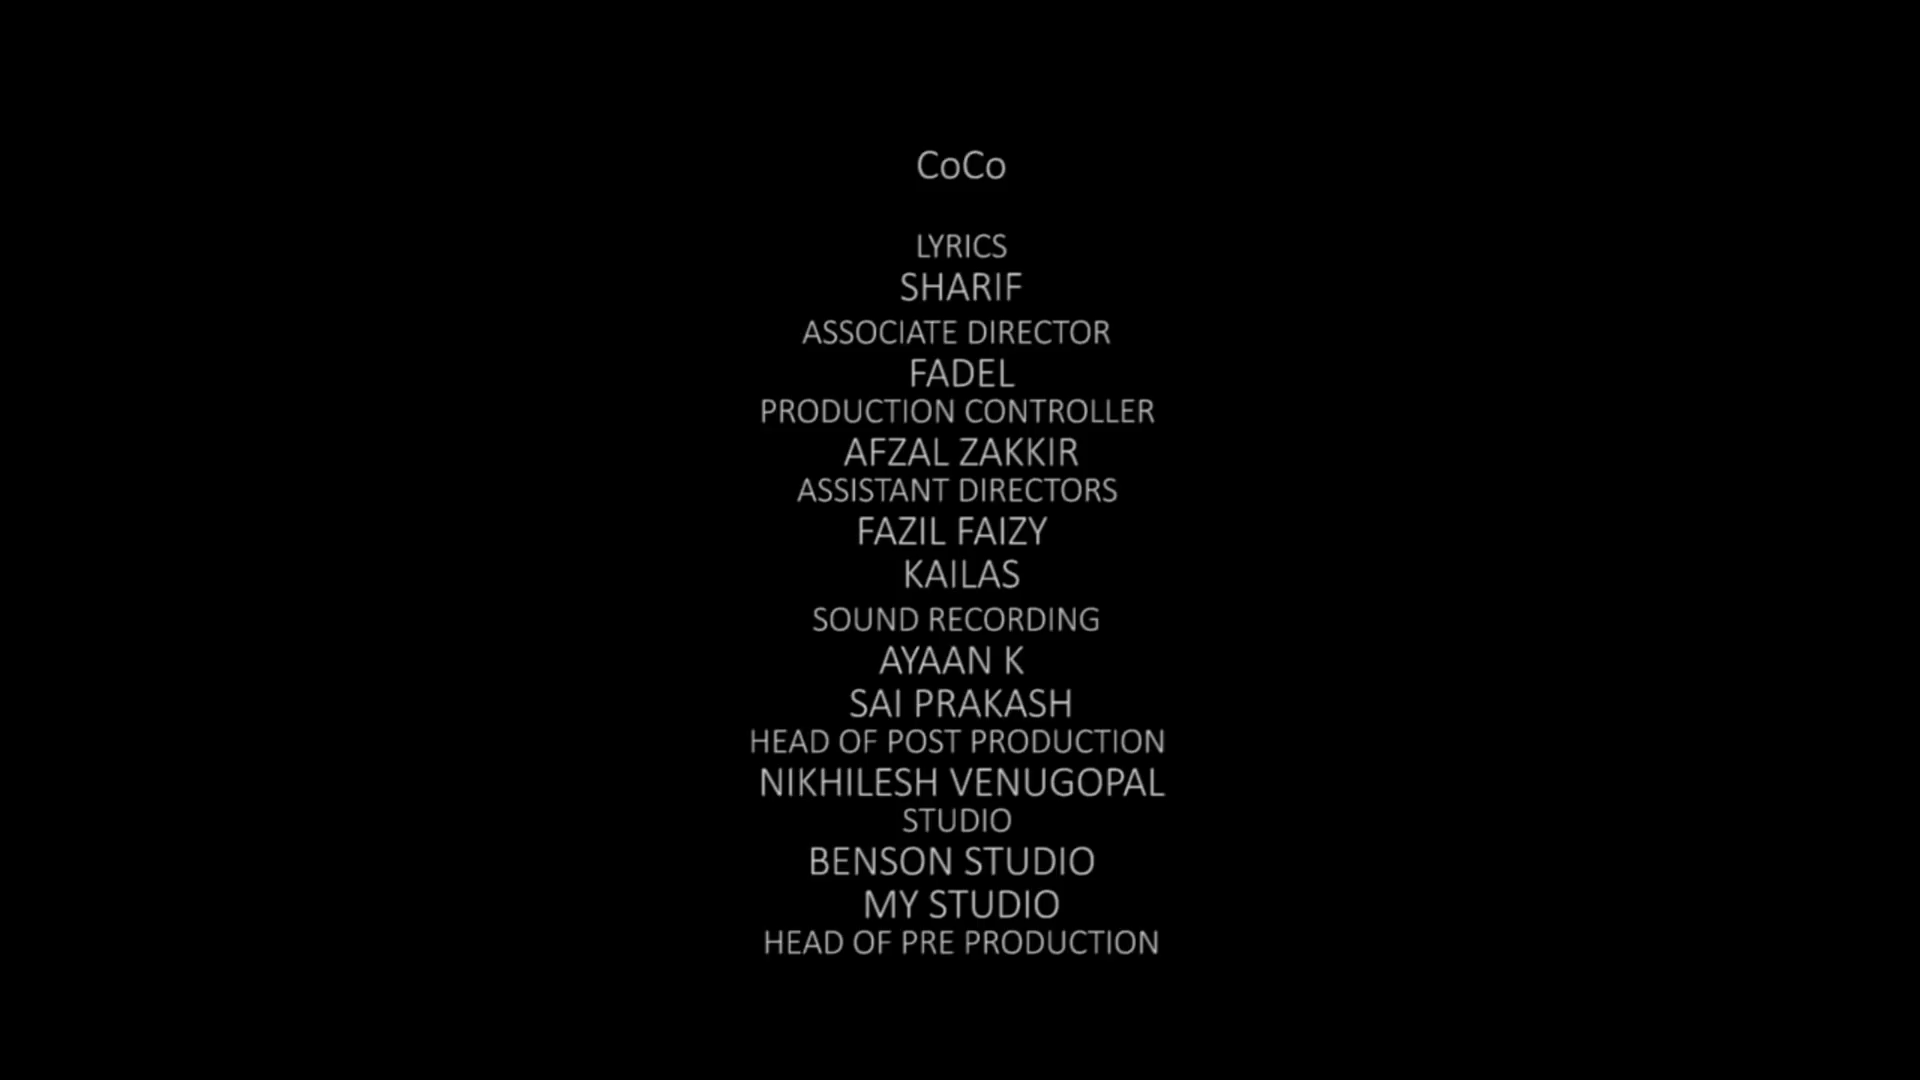 CoCo
LYRICS
SHARIF
ASSOCIATE DIRECTOR
FADEL
PRODUCTION CONTROLLER
AFZAL ZAKKIR
ASSISTANT DIRECTORS
FAZIL FAIZY
KAILAS
SOUND RECORDING
AYAAN K
SAI PRAKASH
HEAD OF POST PRODUCTION
NIKHILESH VENUGOPAL
STUDIO
BENSON STUDIO
MY STUDIO
HEAD OF PRE PRODUCTION